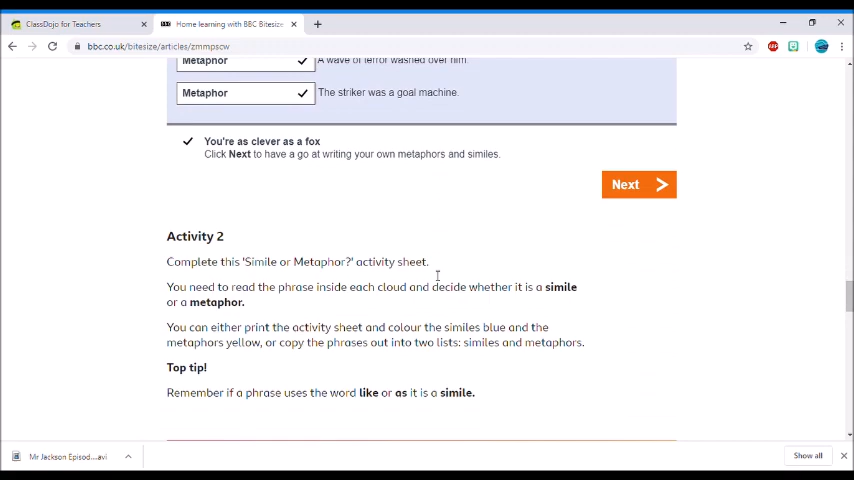 ClassDojo for Teachers
Home learning with BBC Bitesize
bbc.co.uk/bitesize/articles/zmmpscw
Metaphor A wave of terror washed over him.
Metaphor The striker was a goal machine.
You're as clever as a fox
Click Next to have a go at writing your own metaphors and similes.
Next
Activity 2
Complete this 'Simile or Metaphor?' activity sheet.
You need to read the phrase inside each cloud and decide whether it is a simile
or a metaphor.
You can either print the activity sheet and colour the similes blue and the
metaphors yellow, or copy the phrases out into two lists: similes and metaphors.
Top tip!
Remember if a phrase uses the word like or as it is a simile.
Mr Jackson Episod....avi
Show all